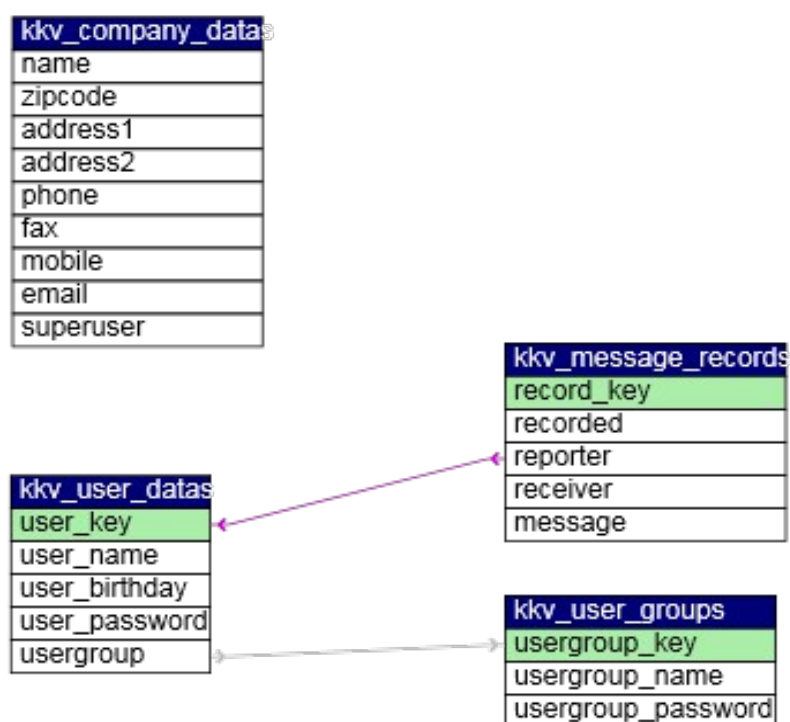 kkv_company_datas
name
zipcode
address1
address2
phone
fax
mobile
email
superuser
kkv_message_records
record_key
recorded
reporter
receiver
message
kkv_user_datas
user_key
user_name
user_birthday
user_password
usergroup
kkv_user_groups
usergroup_key
usergroup_name
usergroup_password